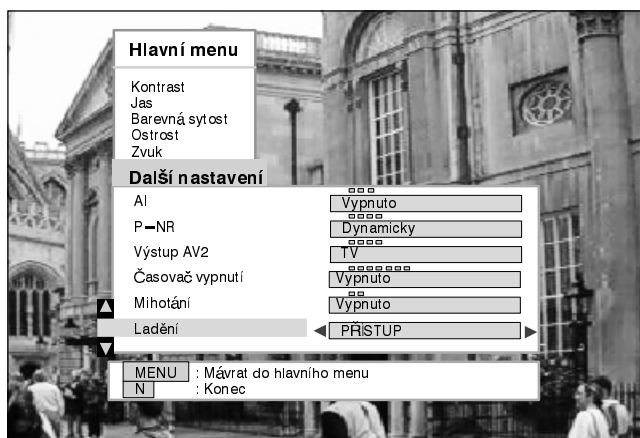 Hlavní menu
Kontrast
Jas
Barevná sytost
Ostrost
Zvuk
Další nastavení
AI Vypnuto
P–NR Dynamicky
Výstup AV2 TV
Časovač vypnutí Vypnuto
Mihotání Vypnuto
Ladění PŘÍSTUP
MENU : Mávrat do hlavního menu
N : Konec